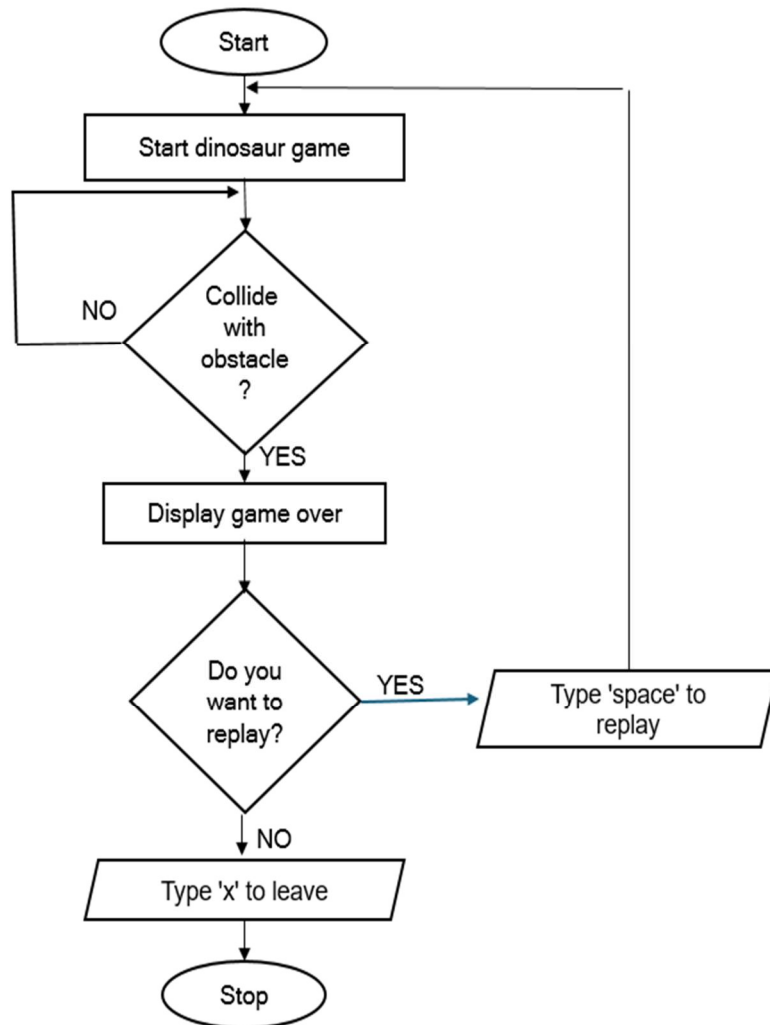 Start
Start dinosaur game
Collide
with
obstacle
?
NO
YES
Display game over
Do you
want to
replay?
YES
Type 'space' to
replay
NO
Type 'x' to leave
Stop